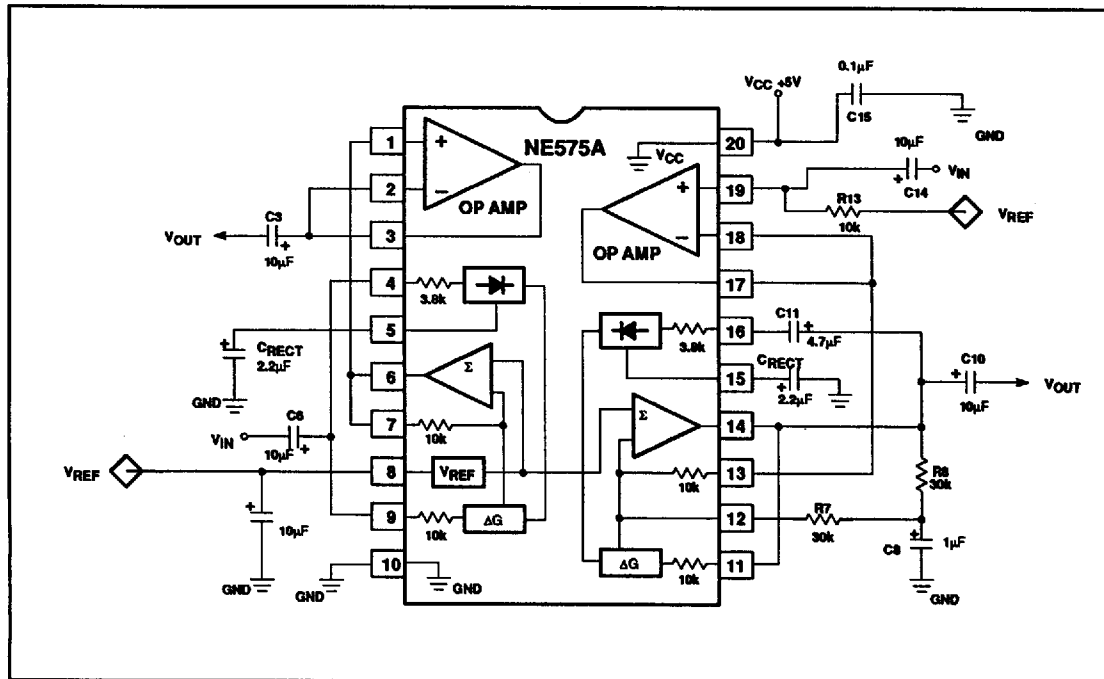 NE575A
1
2
3
4
5
6
7
8
9
10
20
19
18
17
16
15
14
13
12
11
+
−
OP AMP
C3
VOUT
+
10µF
3.8k
CRECT
+
2.2µF
GND
Σ
10k
VIN
C6
10µF
+
VREF
VREF
+
10µF
GND
10k
ΔG
GND
GND
VCC +5V
0.1µF
C15
GND
VCC
10µF
VIN
+
C14
R13
10k
VREF
+
−
OP AMP
3.8k
C11
+
4.7µF
CRECT
+
2.2µF
C10
+
10µF
VOUT
Σ
10k
R8
30k
R7
30k
C8
+
1µF
GND
ΔG
10k